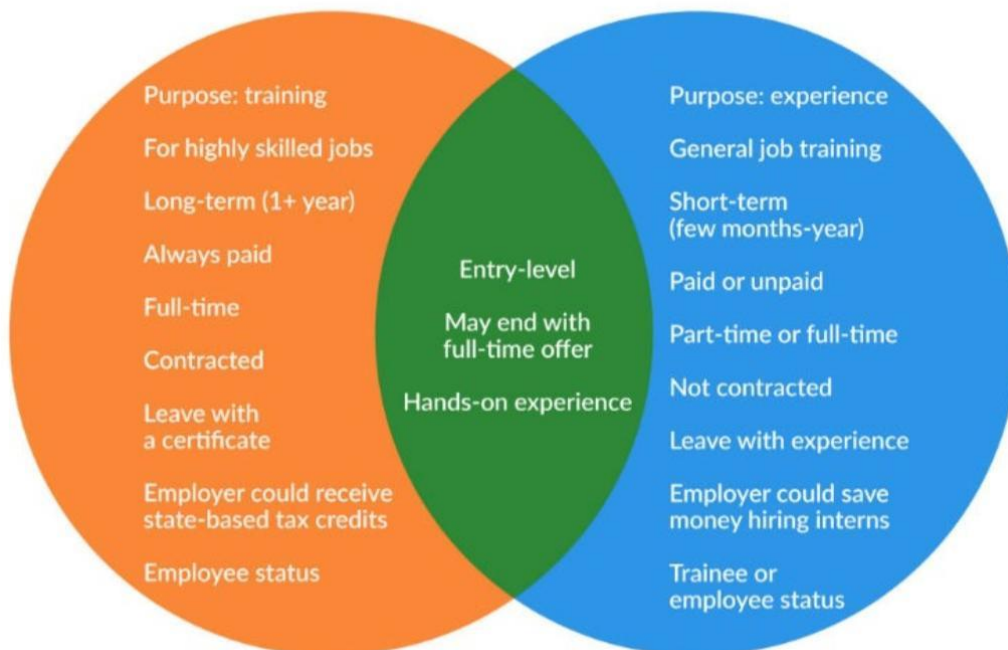 Purpose: training
For highly skilled jobs
Long-term (1+ year)
Always paid
Full-time
Contracted
Leave with
a certificate
Employer could receive
state-based tax credits
Employee status
Entry-level
May end with
full-time offer
Hands-on experience
Purpose: experience
General job training
Short-term
(few months-year)
Paid or unpaid
Part-time or full-time
Not contracted
Leave with experience
Employer could save
money hiring interns
Trainee or
employee status